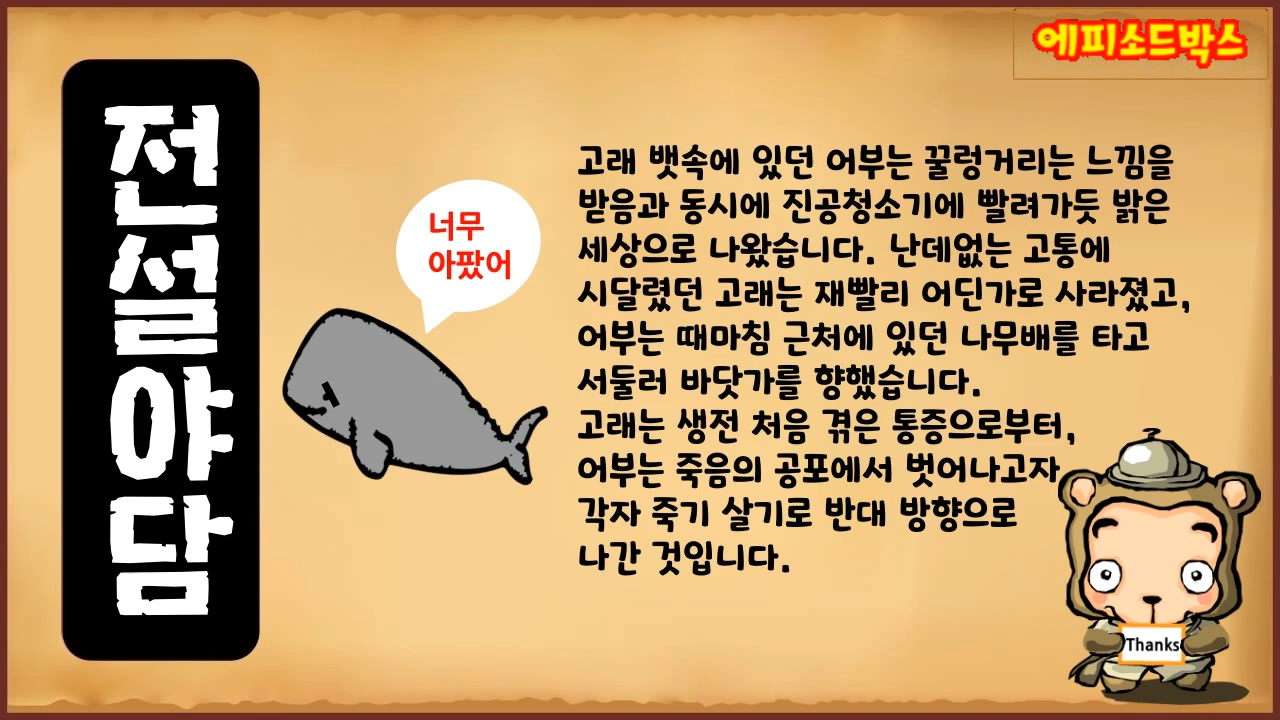 에피소드박스
전설야담
너무
아팠어
고래 뱃속에 있던 어부는 꿀렁거리는 느낌을
받음과 동시에 진공청소기에 빨려가듯 밝은
세상으로 나왔습니다. 난데없는 고통에
시달렸던 고래는 재빨리 어딘가로 사라졌고,
어부는 때마침 근처에 있던 나무배를 타고
서둘러 바닷가를 향했습니다.
고래는 생전 처음 겪은 통증으로부터,
어부는 죽음의 공포에서 벗어나고자
각자 죽기 살기로 반대 방향으로
나간 것입니다.
Thanks